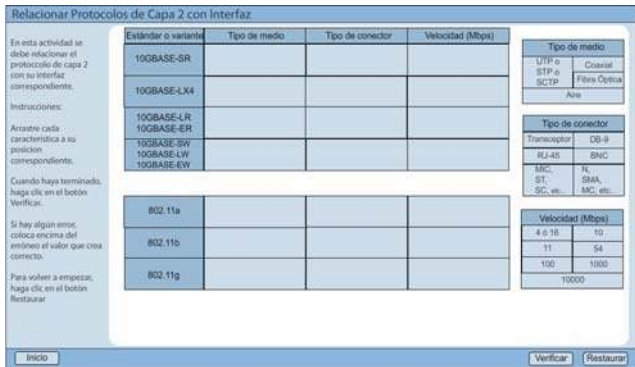 Relacionar Protocolos de Capa 2 con Interfaz
En esta actividad se
debe relacionar el
protoccolo de capa 2
con su interfaz
correspondiente.
Instrucciones:
Arrastre cada
característica a su
posicion
correspondiente.
Cuando haya terminado,
haga clic en el botón
Verificar.
Si hay algún error,
coloca encima del
erróneo el valor que crea
correcto.
Para volver a empezar,
haga clic en el botón
Restaurar
Estándar o variante Tipo de medio Tipo de conector Velocidad (Mbps)
10GBASE-SR
10GBASE-LX4
10GBASE-LR
10GBASE-ER
10GBASE-SW
10GBASE-LW
10GBASE-EW
802.11a
802.11b
802.11g
Tipo de medio
UTP o
STP o
SCTP
Coaxial
Fibra Óptica
Aire
Tipo de conector
Transceptor DB-9
RJ-45 BNC
MIC,
ST,
SC, etc.
N,
SMA,
MC, etc.
Velocidad (Mbps)
4 ó 16 10
11 54
100 1000
10000
Inicio Verificar Restaurar